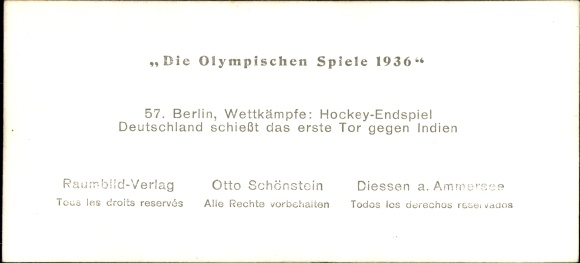 „Die Olympischen Spiele 1936“
57. Berlin, Wettkämpfe: Hockey-Endspiel
Deutschland schießt das erste Tor gegen Indien
Raumbild-Verlag Otto Schönstein Diessen a. Ammersee
Tous les droits reservés Alle Rechte vorbehalten Todos los derechos reservados